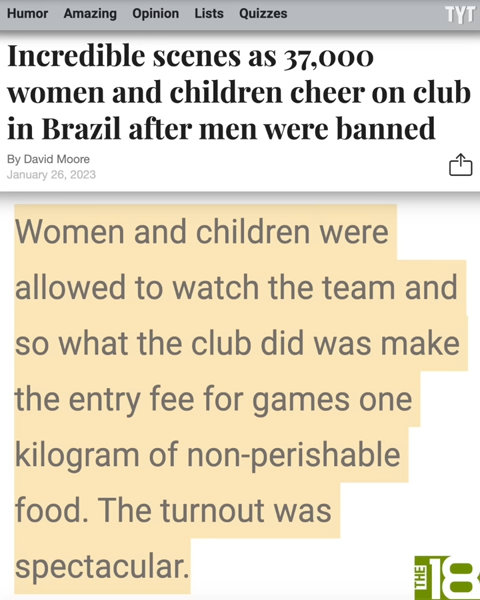 Humor Amazing Opinion Lists Quizzes TYT
Incredible scenes as 37,000
women and children cheer on club
in Brazil after men were banned
By David Moore
January 26, 2023
Women and children were
allowed to watch the team and
so what the club did was make
the entry fee for games one
kilogram of non-perishable
food. The turnout was
spectacular.
THE18